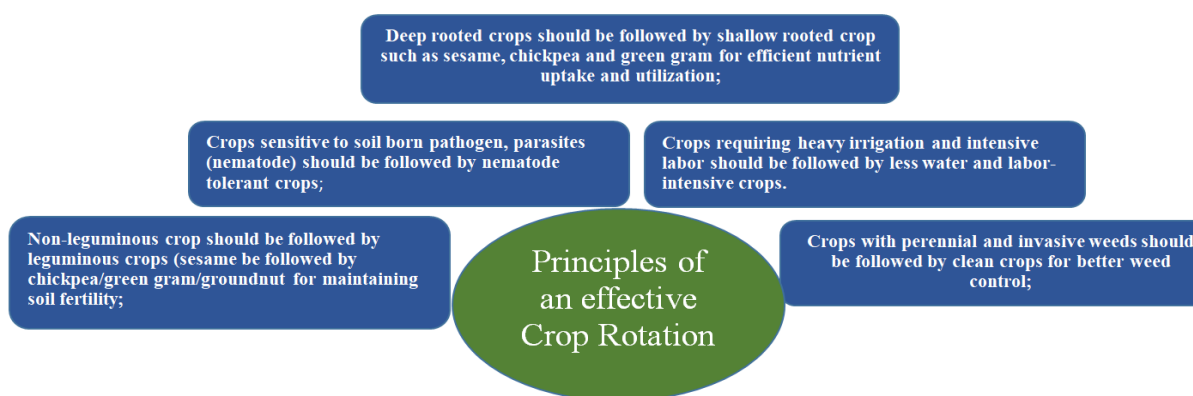 Deep rooted crops should be followed by shallow rooted crop
such as sesame, chickpea and green gram for efficient nutrient
uptake and utilization;
Crops sensitive to soil born pathogen, parasites
(nematode) should be followed by nematode
tolerant crops;
Crops requiring heavy irrigation and intensive
labor should be followed by less water and labor-
intensive crops.
Non-leguminous crop should be followed by
leguminous crops (sesame be followed by
chickpea/green gram/groundnut for maintaining
soil fertility;
Crops with perennial and invasive weeds should
be followed by clean crops for better weed
control;
Principles of
an effective
Crop Rotation